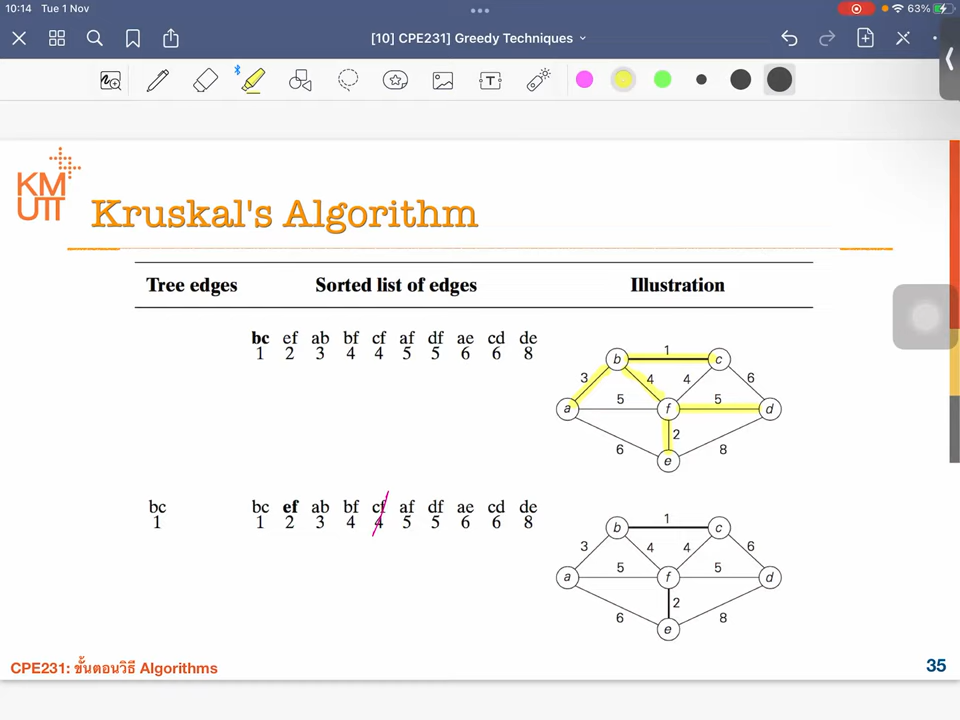 10:14 Tue 1 Nov 63%
[10] CPE231] Greedy Techniques
T
KM
UTT
Kruskal's Algorithm
Tree edges Sorted list of edges Illustration
bc ef ab bf cf af df ae cd de
1 2 3 4 4 5 5 6 6 8
1
b c
3 4 4 6
5 5
a f d
2
6 8
e
bc bc ef ab bf cf af df ae cd de
1 1 2 3 4 4 5 5 6 6 8
1
b c
3 4 4 6
5 5
a f d
2
6 8
e
CPE231: ขั้นตอนวิธี Algorithms 35